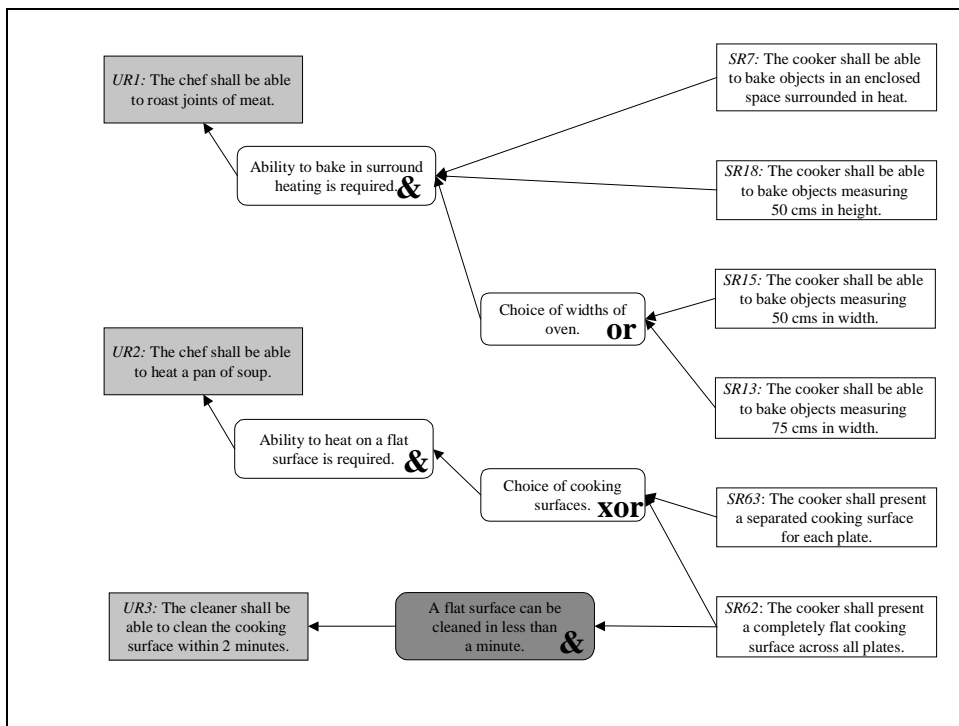 UR1: The chef shall be able
to roast joints of meat.
Ability to bake in surround
heating is required. &
SR7: The cooker shall be able
to bake objects in an enclosed
space surrounded in heat.
SR18: The cooker shall be able
to bake objects measuring
50 cms in height.
Choice of widths of
oven. or
SR15: The cooker shall be able
to bake objects measuring
50 cms in width.
SR13: The cooker shall be able
to bake objects measuring
75 cms in width.
UR2: The chef shall be able
to heat a pan of soup.
Ability to heat on a flat
surface is required. &
Choice of cooking
surfaces. xor
SR63: The cooker shall present
a separated cooking surface
for each plate.
UR3: The cleaner shall be
able to clean the cooking
surface within 2 minutes.
A flat surface can be
cleaned in less than
a minute. &
SR62: The cooker shall present
a completely flat cooking
surface across all plates.